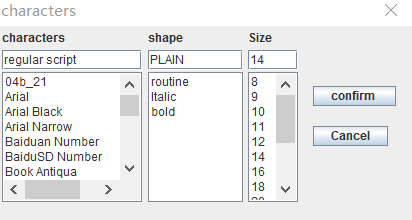 characters
characters shape Size
regular script PLAIN 14
04b_21 routine 8
Arial Italic 9
Arial Black bold 10
Arial Narrow 11
Baiduan Number 12
BaiduSD Number 14
Book Antiqua 16
18
confirm
Cancel